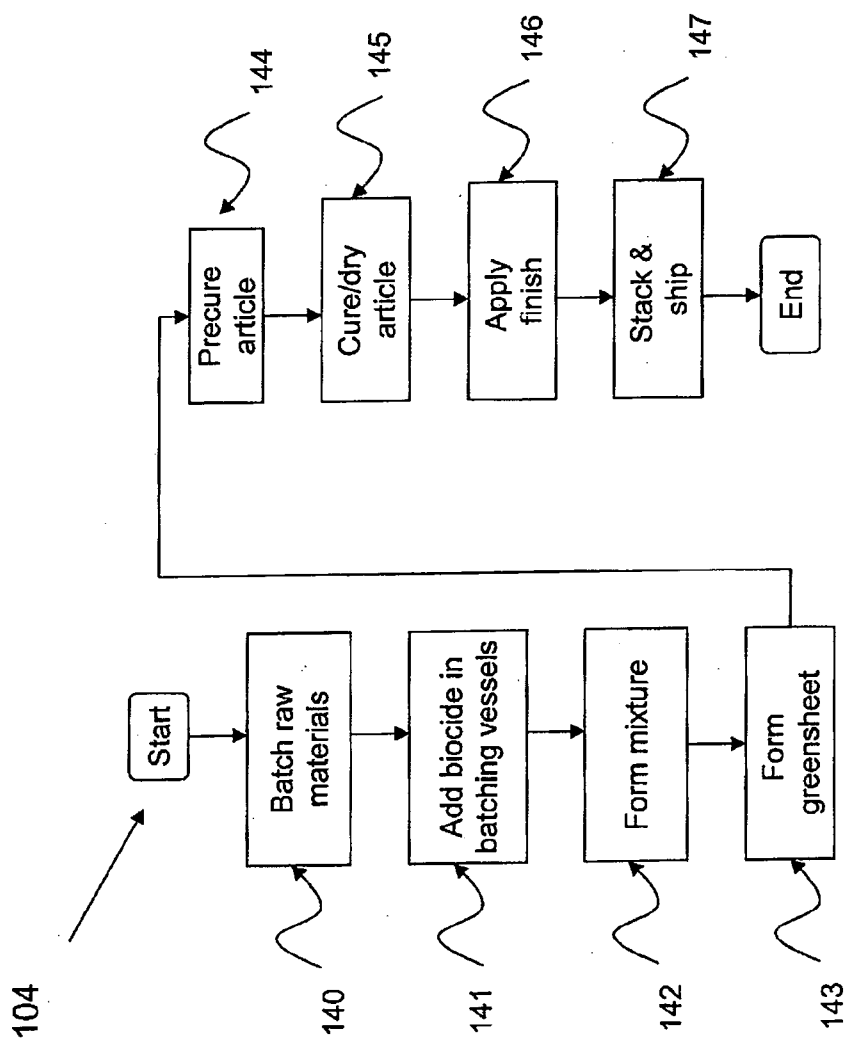 104
Start
Batch raw
materials
140
Add biocide in
batching vessels
141
Form mixture
142
Form
greensheet
143
Precure
article
144
Cure/dry
article
145
Apply
finish
146
Stack &
ship
147
End